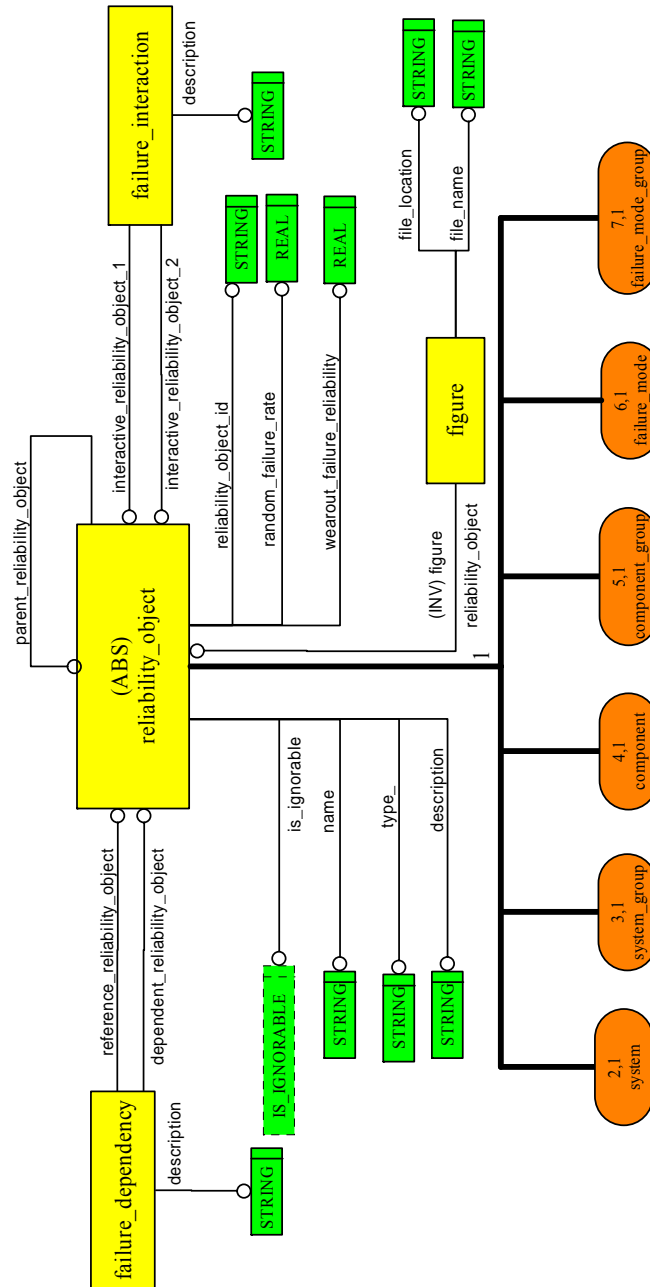 failure_dependency
description
STRING
reference_reliability_object
dependent_reliability_object
parent_reliability_object
(ABS)
reliability_object
interactive_reliability_object_1
interactive_reliability_object_2
failure_interaction
description
STRING
is_ignorable
IS_IGNORABLE
name
STRING
type_
STRING
description
STRING
reliability_object_id
STRING
random_failure_rate
REAL
wearout_failure_reliability
REAL
(INV) figure
reliability_object
figure
file_location
STRING
file_name
STRING
1
2,1
system
3,1
system_group
4,1
component
5,1
component_group
6,1
failure_mode
7,1
failure_mode_group